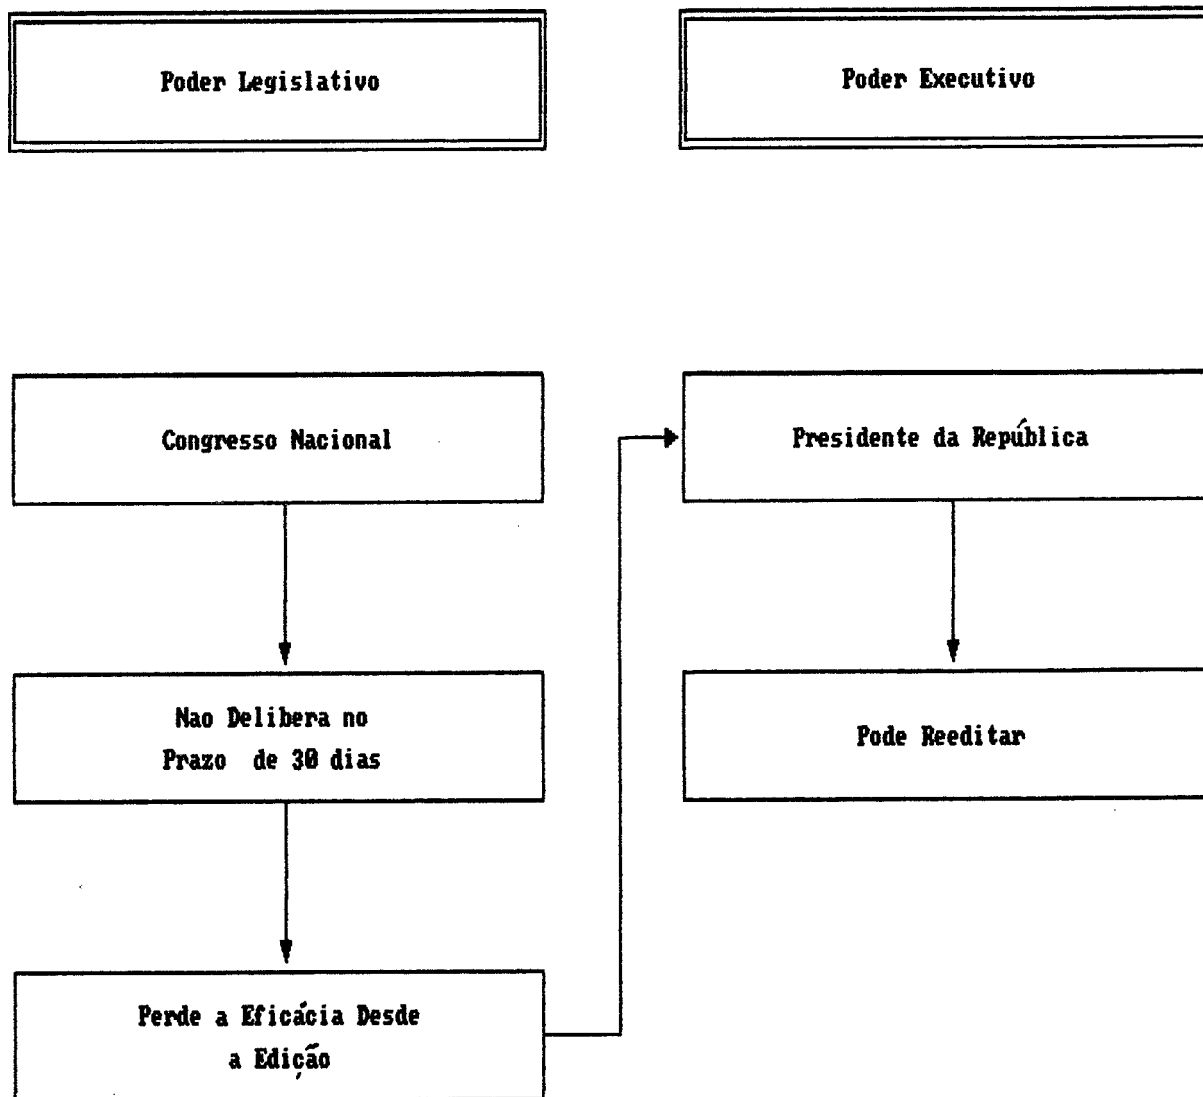 Poder Legislativo
Poder Executivo
Congresso Nacional
Presidente da República
Nao Delibera no
Prazo de 30 dias
Pode Reeditar
Perde a Eficácia Desde
a Edição